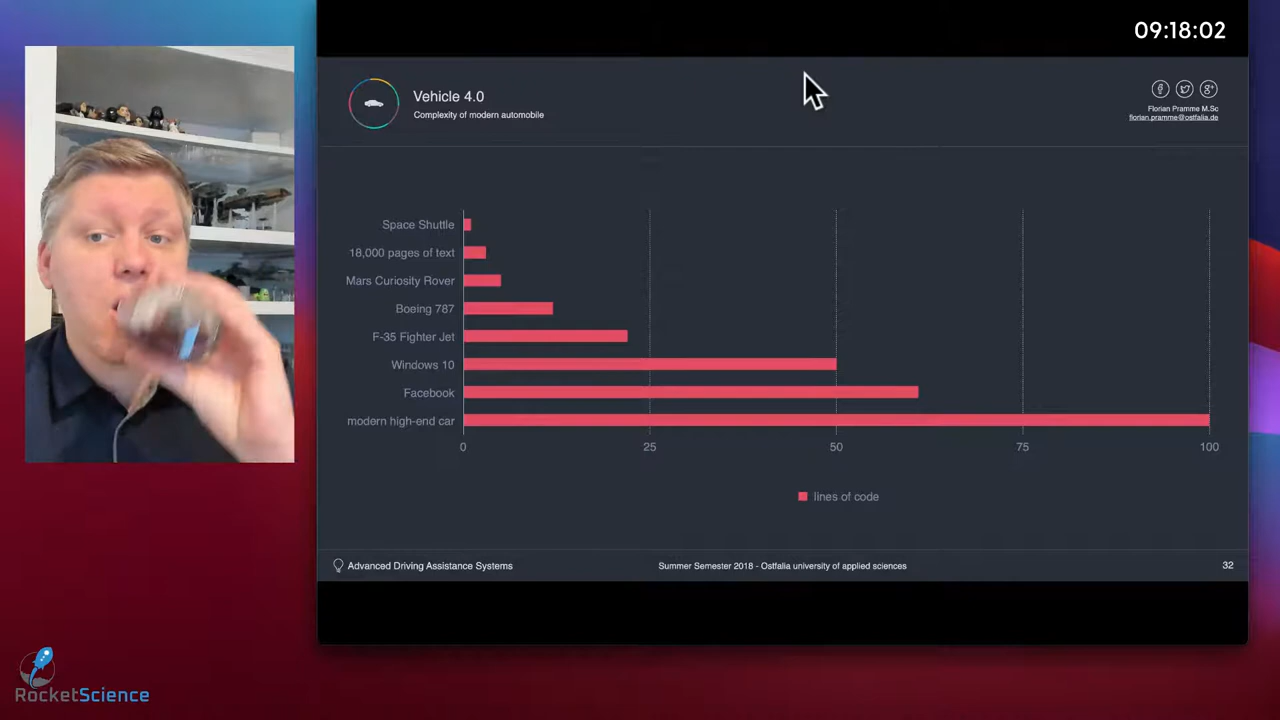 09:18:02
Vehicle 4.0
Complexity of modern automobile
Florian Pramme M.Sc
florian.pramme@ostfalia.de
Space Shuttle
18,000 pages of text
Mars Curiosity Rover
Boeing 787
F-35 Fighter Jet
Windows 10
Facebook
modern high-end car
0 25 50 75 100
lines of code
Advanced Driving Assistance Systems
Summer Semester 2018 - Ostfalia university of applied sciences
32
RocketScience